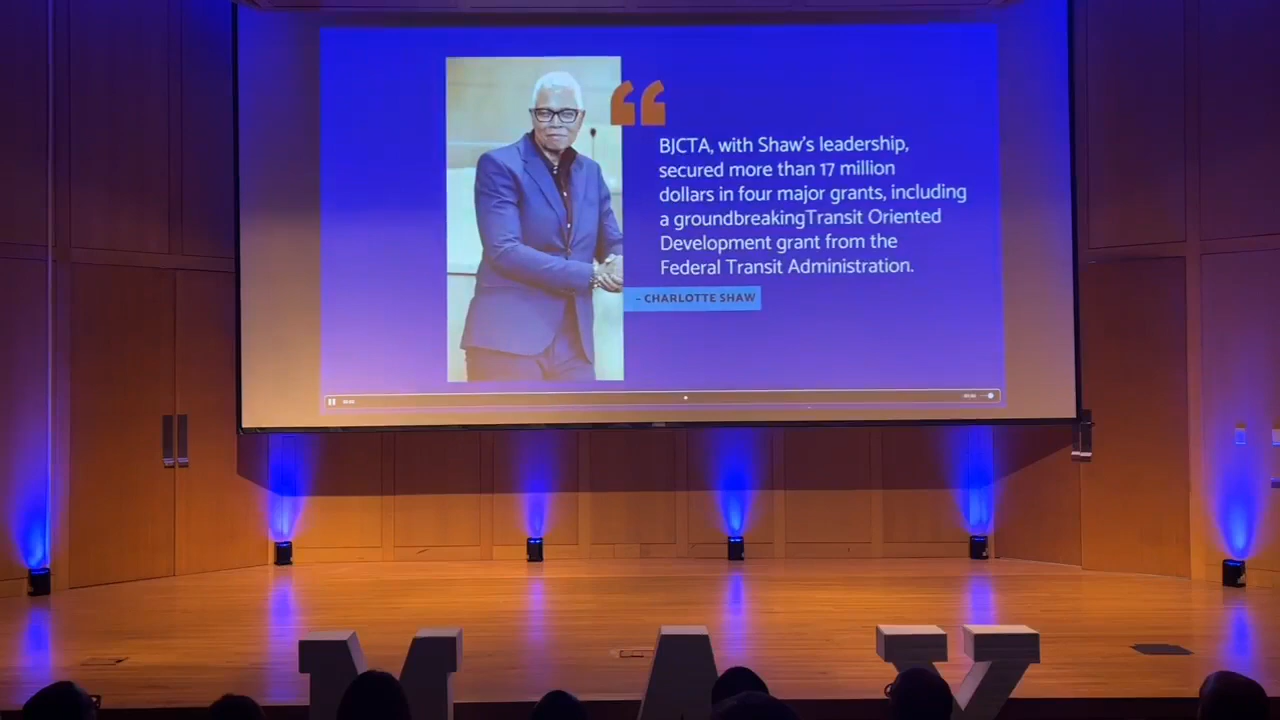 “
BJCTA, with Shaw's leadership,
secured more than 17 million
dollars in four major grants, including
a groundbreakingTransit Oriented
Development grant from the
Federal Transit Administration.
- CHARLOTTE SHAW
M A Y